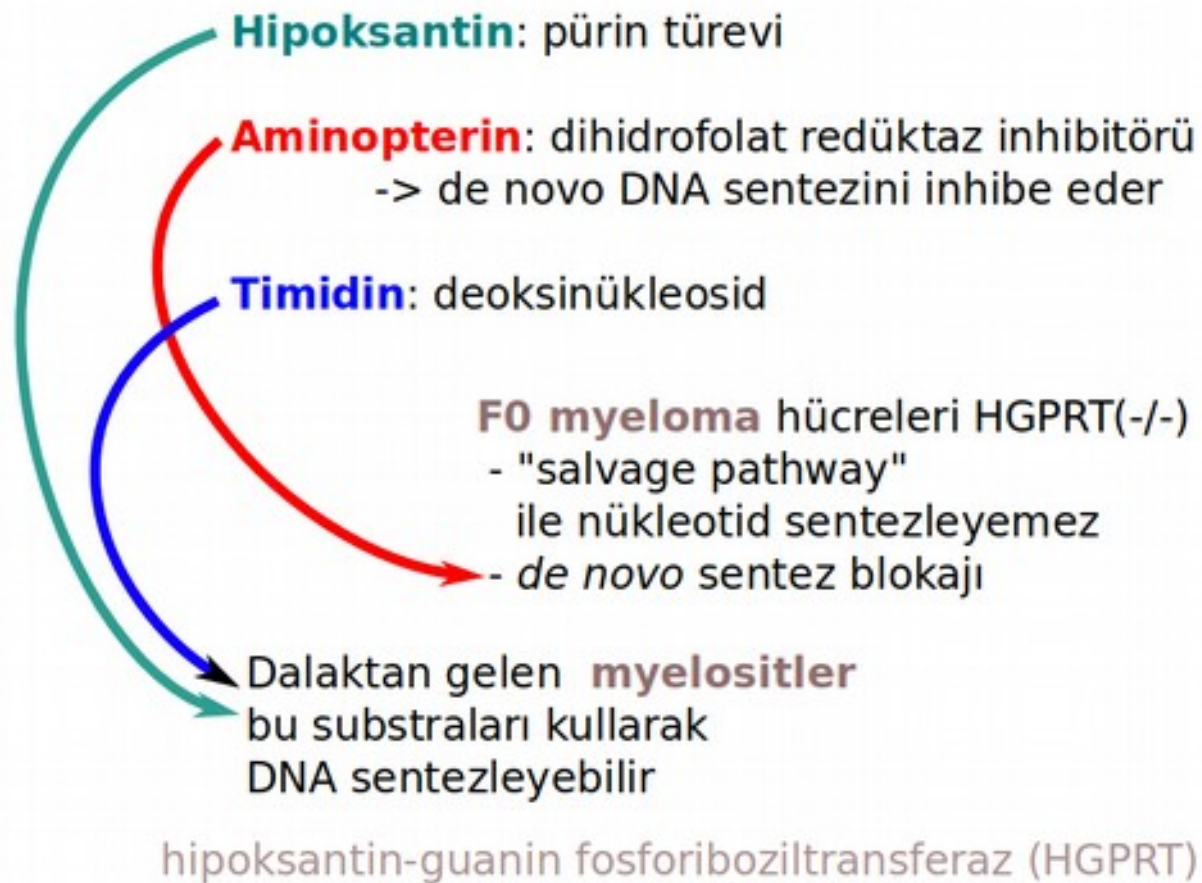 Hipoksantin: pürin türevi
Aminopterin: dihidrofolat redüktaz inhibitörü
-> de novo DNA sentezini inhibe eder
Timidin: deoksinükleosid
F0 myeloma hücreleri HGPRT(-/-)
- "salvage pathway"
ile nükleotid sentezleyemez
- de novo sentez blokajı
Dalaktan gelen myelositler
bu substraları kullarak
DNA sentezleyebilir
hipoksantin-guanin fosforiboziltransferaz (HGPRT)